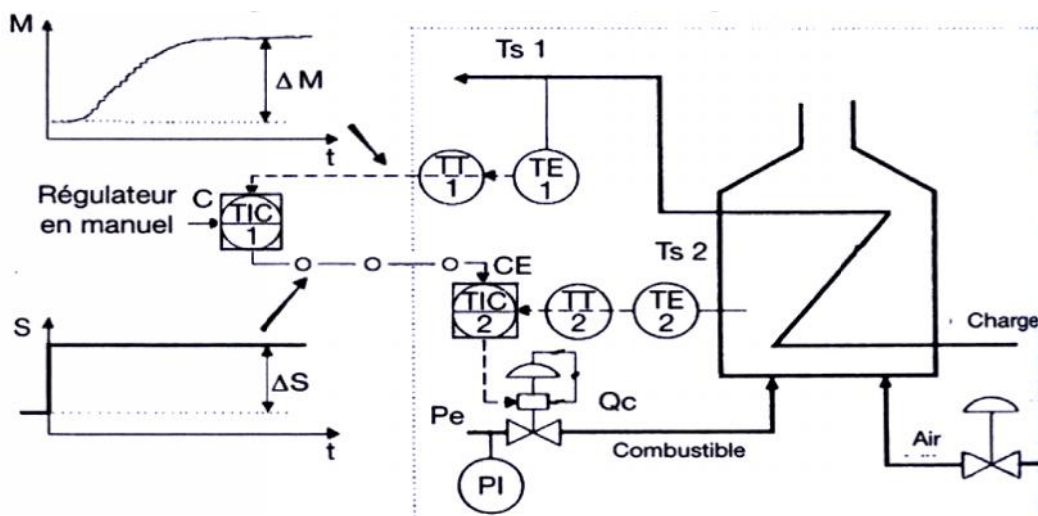 M
Δ M
t
Ts 1
TT
1
TE
1
Régulateur
en manuel
C
TIC
1
Ts 2
CE
TIC
2
TT
2
TE
2
Charge
S
ΔS
t
Pe
Qc
Combustible
Air
PI